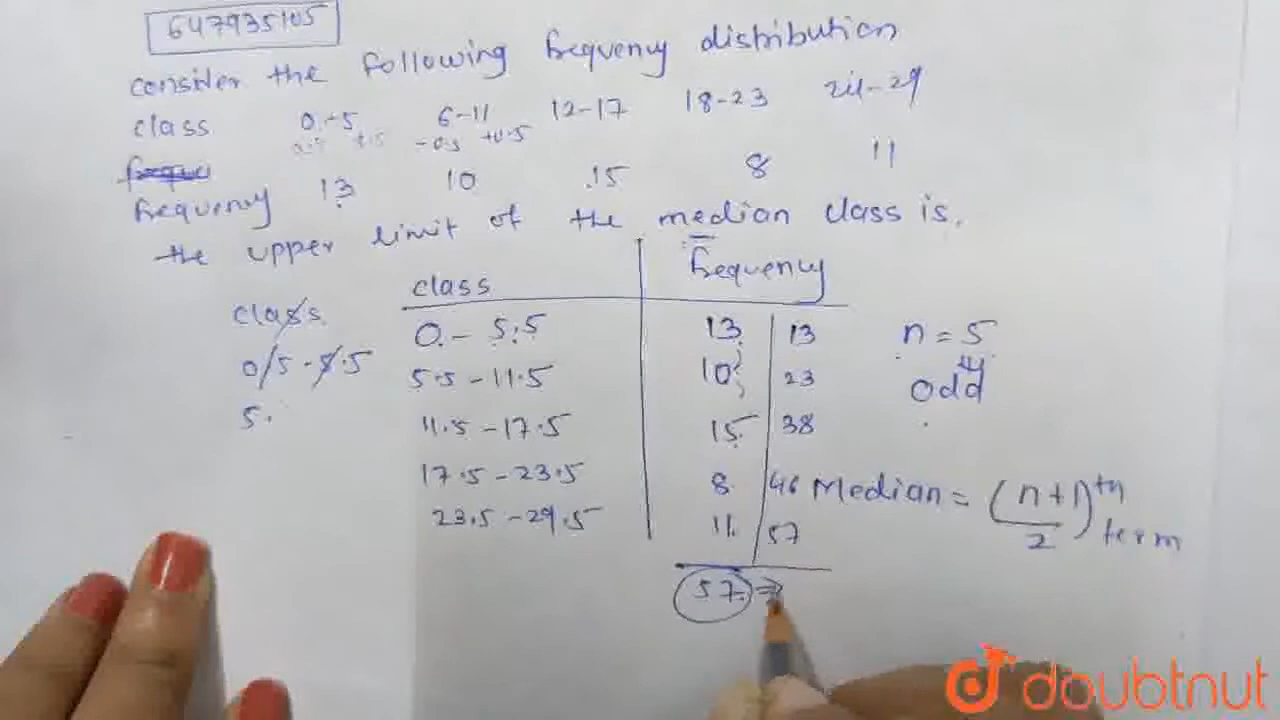 647935105
consider the following frequency distribution
class 0-5 6-11 12-17 18-23 24-29
-0.5 +0.5
frequency 13 10 15 8 11
the upper limit of the median class is.
class frequency
class.
0 - 5.5 13 13 n = 5
0/5 - 5.5
5.5 - 11.5 10 23 odd
5.
11.5 - 17.5 15 38
17.5 - 23.5 8 46 Median = (n+1)th
2 term
23.5 - 29.5 11 57
57 ⇒
doubtnut